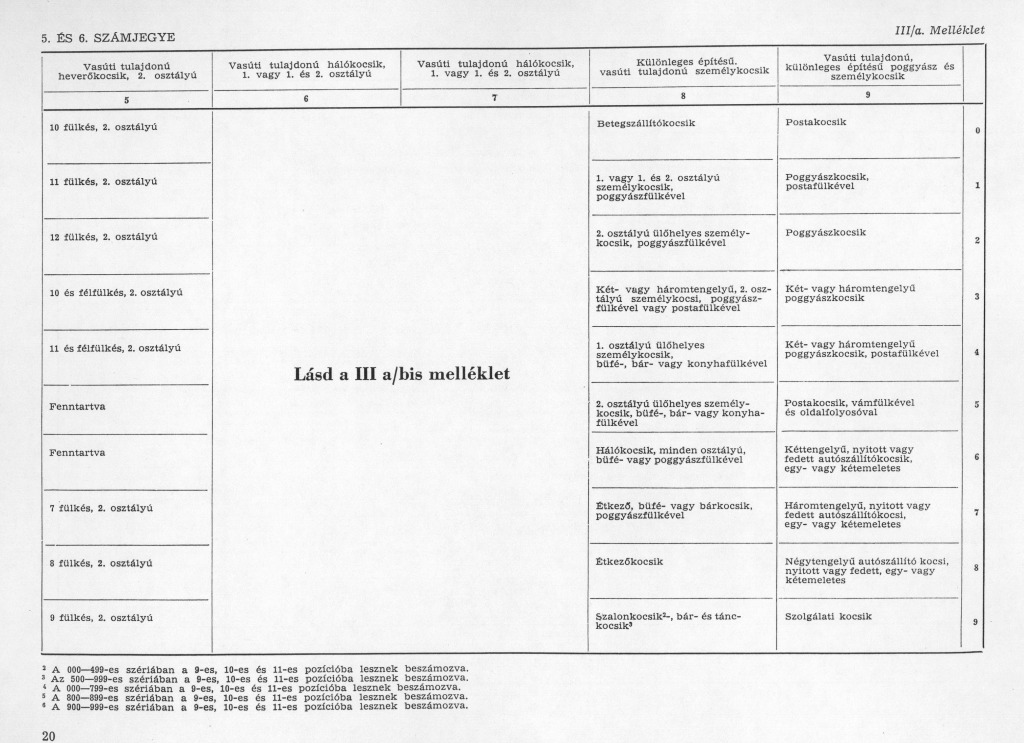 III/a. Melléklet
5. ÉS 6. SZÁMJEGYE
Vasúti tulajdonú
heverőkocsik, 2. osztályú
Vasúti tulajdonú hálókocsik,
1. vagy 1. és 2. osztályú
Vasúti tulajdonú hálókocsik,
1. vagy 1. és 2. osztályú
Különleges építésű,
vasúti tulajdonú személykocsik
Vasúti tulajdonú,
különleges építésű poggyász és
személykocsik
5
6
7
8
9
10 fülkés, 2. osztályú
Betegszállítókocsik
Postakocsik
0
11 fülkés, 2. osztályú
1. vagy 1. és 2. osztályú
személykocsik,
poggyászfülkével
Poggyászkocsik,
postafülkével
1
12 fülkés, 2. osztályú
2. osztályú ülőhelyes személy-
kocsik, poggyászfülkével
Poggyászkocsik
2
10 és félfülkés, 2. osztályú
Két- vagy háromtengelyű, 2. osz-
tályú személykocsi, poggyász-
fülkével vagy postafülkével
Két- vagy háromtengelyű
poggyászkocsik
3
11 és félfülkés, 2. osztályú
1. osztályú ülőhelyes
személykocsik,
büfé-, bár- vagy konyhafülkével
Két- vagy háromtengelyű
poggyászkocsik, postafülkével
4
Lásd a III a/bis melléklet
Fenntartva
2. osztályú ülőhelyes személy-
kocsik, büfé-, bár- vagy konyha-
fülkével
Postakocsik, vámfülkével
és oldalfolyosóval
5
Fenntartva
Hálókocsik, minden osztályú,
büfé- vagy poggyászfülkével
Kéttengelyű, nyitott vagy
fedett autószállítókocsik,
egy- vagy kétemeletes
6
7 fülkés, 2. osztályú
Étkező, büfé- vagy bárkocsik,
poggyászfülkével
Háromtengelyű, nyitott vagy
fedett autószállítókocsi,
egy- vagy kétemeletes
7
8 fülkés, 2. osztályú
Étkezőkocsik
Négytengelyű autószállító kocsi,
nyitott vagy fedett, egy- vagy
kétemeletes
8
9 fülkés, 2. osztályú
Szalonkocsik²-, bár- és tánc-
kocsik³
Szolgálati kocsik
9
² A 000—499-es szériában a 9-es, 10-es és 11-es pozícióba lesznek beszámozva.
³ Az 500—999-es szériában a 9-es, 10-es és 11-es pozícióba lesznek beszámozva.
⁴ A 000—799-es szériában a 9-es, 10-es és 11-es pozícióba lesznek beszámozva.
⁵ A 800—899-es szériában a 9-es, 10-es és 11-es pozícióba lesznek beszámozva.
⁶ A 900—999-es szériában a 9-es, 10-es és 11-es pozícióba lesznek beszámozva.
20